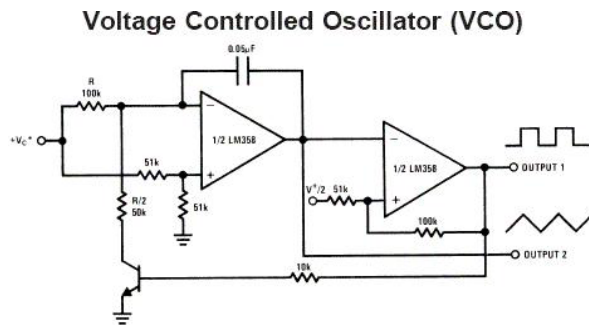 Voltage Controlled Oscillator (VCO)
0.05µF
R
100k
+VC*
51k
1/2 LM358
R/2
50k
51k
V+/2
51k
1/2 LM358
100k
10k
OUTPUT 1
OUTPUT 2